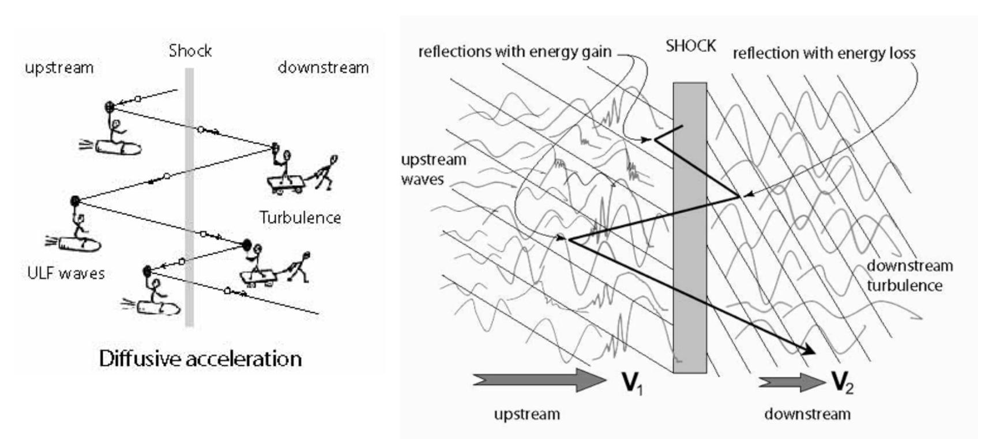 Shock
upstream
downstream
Turbulence
ULF waves
Diffusive acceleration
reflections with energy gain
SHOCK
reflection with energy loss
upstream
waves
downstream
turbulence
V1
V2
upstream
downstream